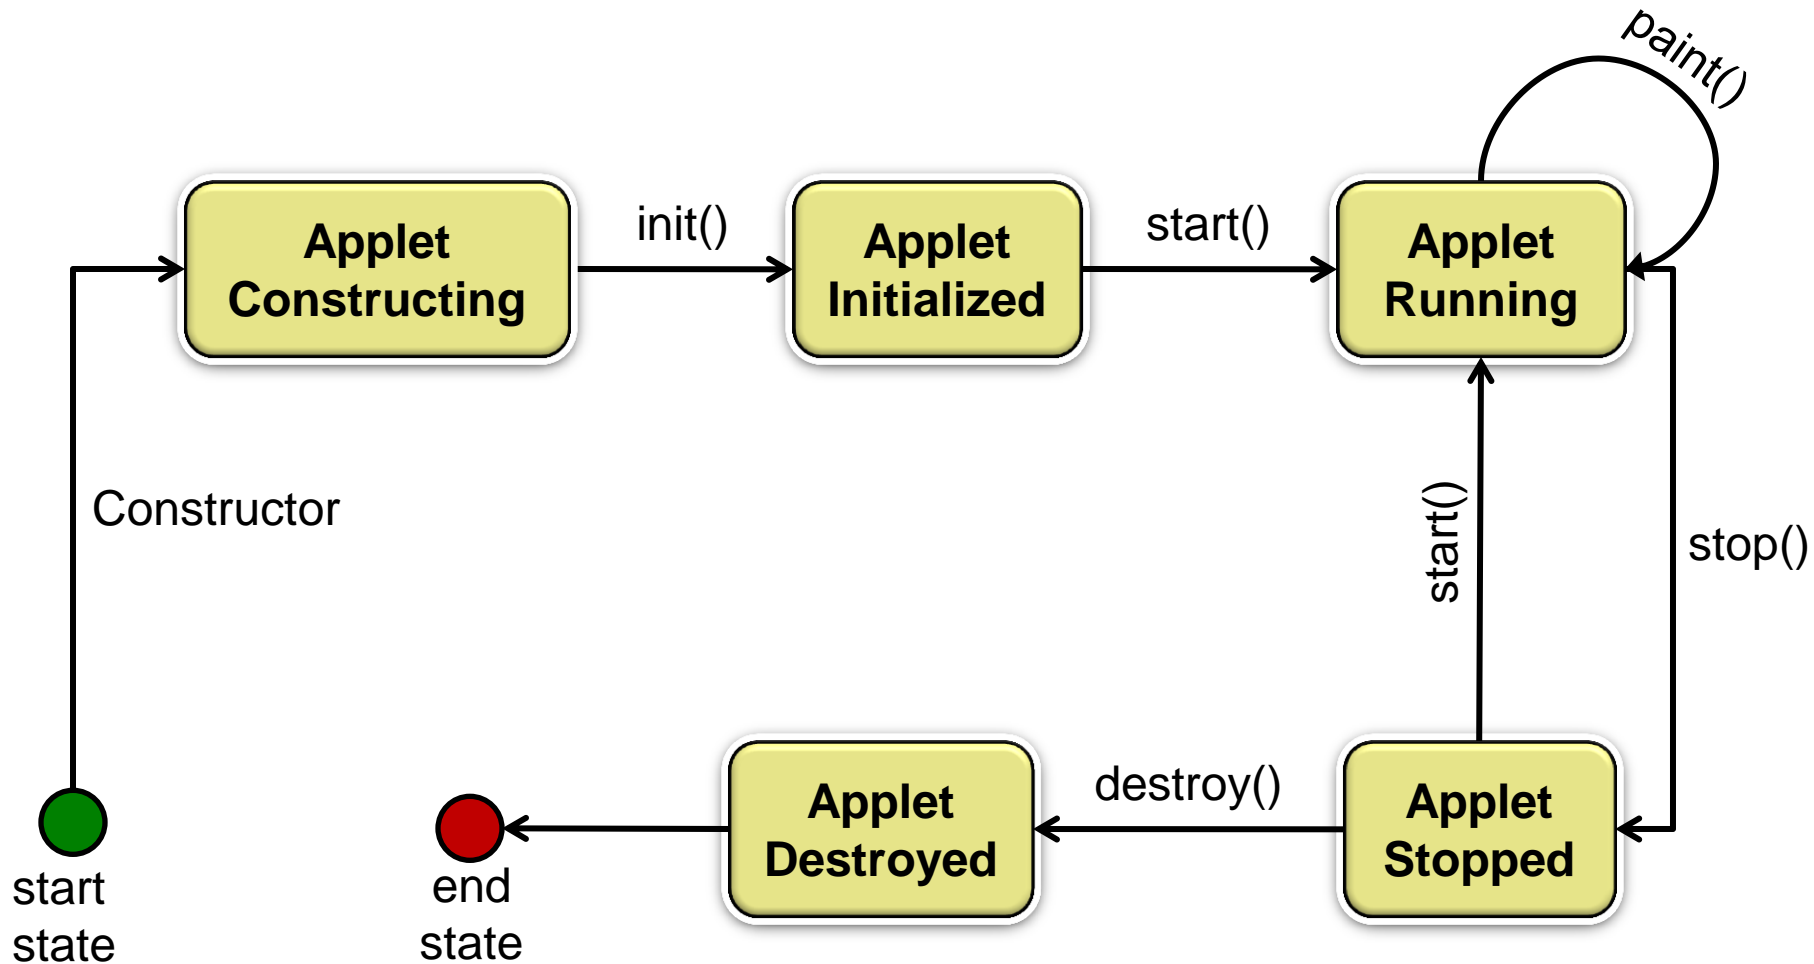 paint()
Applet
Constructing
init()
Applet
Initialized
start()
Applet
Running
Constructor
start()
stop()
start
state
end
state
Applet
Destroyed
destroy()
Applet
Stopped